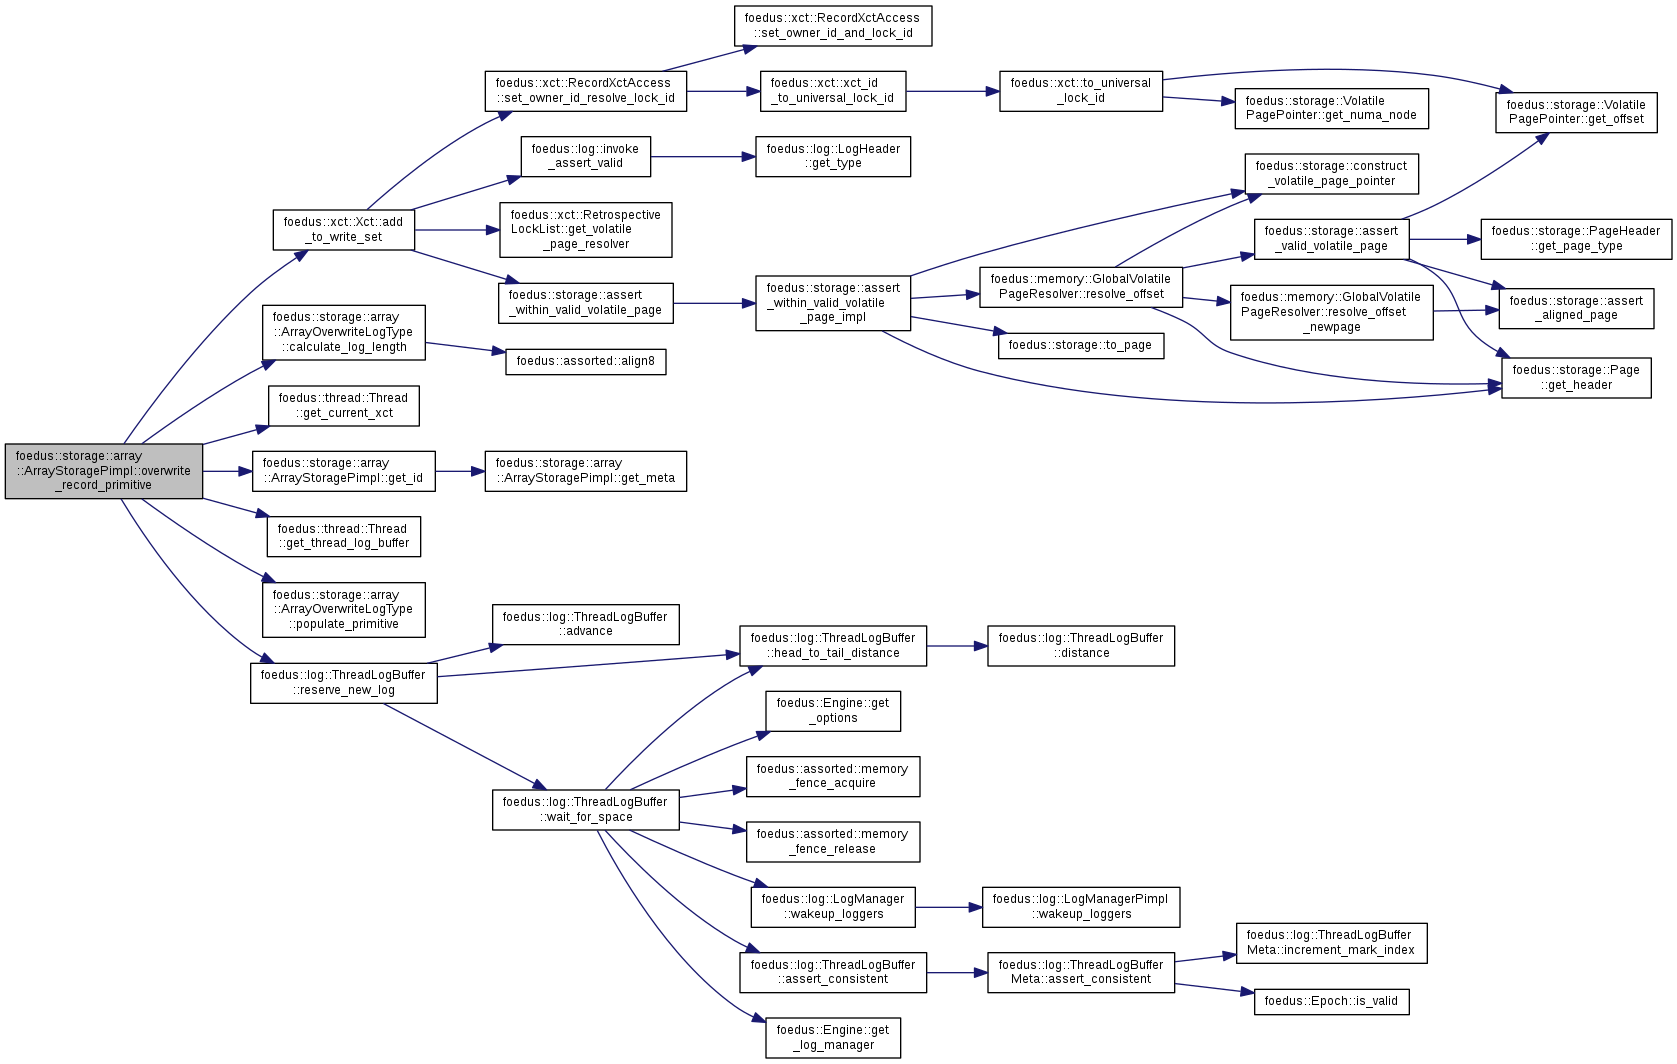 foedus::xct::RecordXctAccess
::set_owner_id_and_lock_id
foedus::xct::RecordXctAccess
::set_owner_id_resolve_lock_id
foedus::xct::xct_id
_to_universal_lock_id
foedus::xct::to_universal
_lock_id
foedus::storage::Volatile
PagePointer::get_numa_node
foedus::storage::Volatile
PagePointer::get_offset
foedus::log::invoke
_assert_valid
foedus::log::LogHeader
::get_type
foedus::storage::construct
_volatile_page_pointer
foedus::xct::Xct::add
_to_write_set
foedus::xct::Retrospective
LockList::get_volatile
_page_resolver
foedus::storage::assert
_valid_volatile_page
foedus::storage::PageHeader
::get_page_type
foedus::storage::assert
_within_valid_volatile_page
foedus::storage::assert
_within_valid_volatile
_page_impl
foedus::memory::GlobalVolatile
PageResolver::resolve_offset
foedus::memory::GlobalVolatile
PageResolver::resolve_offset
_newpage
foedus::storage::assert
_aligned_page
foedus::storage::to_page
foedus::storage::Page
::get_header
foedus::storage::array
::ArrayOverwriteLogType
::calculate_log_length
foedus::assorted::align8
foedus::thread::Thread
::get_current_xct
foedus::storage::array
::ArrayStoragePimpl::overwrite
_record_primitive
foedus::storage::array
::ArrayStoragePimpl::get_id
foedus::storage::array
::ArrayStoragePimpl::get_meta
foedus::thread::Thread
::get_thread_log_buffer
foedus::storage::array
::ArrayOverwriteLogType
::populate_primitive
foedus::log::ThreadLogBuffer
::reserve_new_log
foedus::log::ThreadLogBuffer
::advance
foedus::log::ThreadLogBuffer
::head_to_tail_distance
foedus::log::ThreadLogBuffer
::distance
foedus::Engine::get
_options
foedus::log::ThreadLogBuffer
::wait_for_space
foedus::assorted::memory
_fence_acquire
foedus::assorted::memory
_fence_release
foedus::log::LogManager
::wakeup_loggers
foedus::log::LogManagerPimpl
::wakeup_loggers
foedus::log::ThreadLogBuffer
::assert_consistent
foedus::log::ThreadLogBuffer
Meta::assert_consistent
foedus::log::ThreadLogBuffer
Meta::increment_mark_index
foedus::Epoch::is_valid
foedus::Engine::get
_log_manager